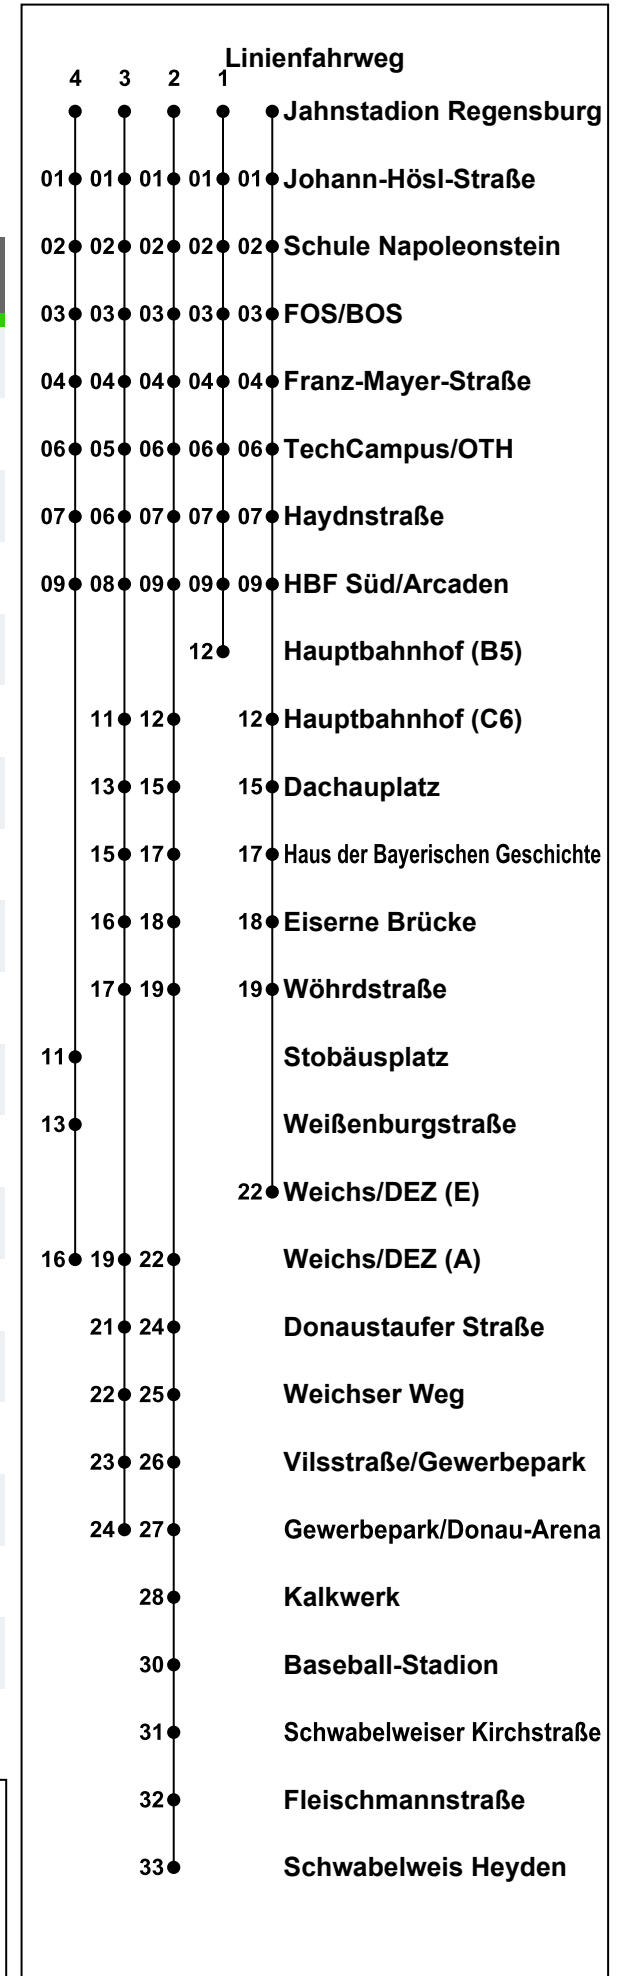 Linienfahrweg
4 3 2 1
Jahnstadion Regensburg
01 01 01 01 01 Johann-Hösl-Straße
02 02 02 02 02 Schule Napoleonstein
03 03 03 03 03 FOS/BOS
04 04 04 04 04 Franz-Mayer-Straße
06 05 06 06 06 TechCampus/OTH
07 06 07 07 07 Haydnstraße
09 08 09 09 09 HBF Süd/Arcaden
12 Hauptbahnhof (B5)
11 12 12 Hauptbahnhof (C6)
13 15 15 Dachauplatz
15 17 17 Haus der Bayerischen Geschichte
16 18 18 Eiserne Brücke
17 19 19 Wöhrdstraße
11 Stobäusplatz
13 Weißenburgstraße
22 Weichs/DEZ (E)
16 19 22 Weichs/DEZ (A)
21 24 Donaustaufer Straße
22 25 Weichser Weg
23 26 Vilsstraße/Gewerbepark
24 27 Gewerbepark/Donau-Arena
28 Kalkwerk
30 Baseball-Stadion
31 Schwabelweiser Kirchstraße
32 Fleischmannstraße
33 Schwabelweis Heyden